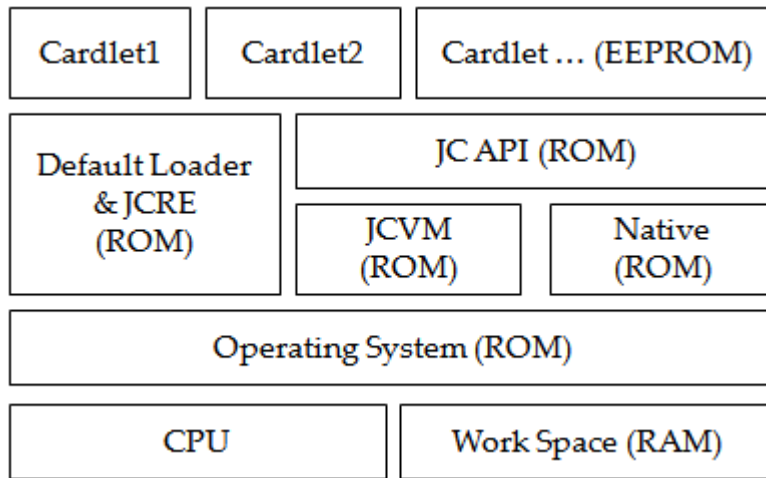 Cardlet1
Cardlet2
Cardlet ... (EEPROM)
Default Loader
& JCRE
(ROM)
JC API (ROM)
JCVM
(ROM)
Native
(ROM)
Operating System (ROM)
CPU
Work Space (RAM)